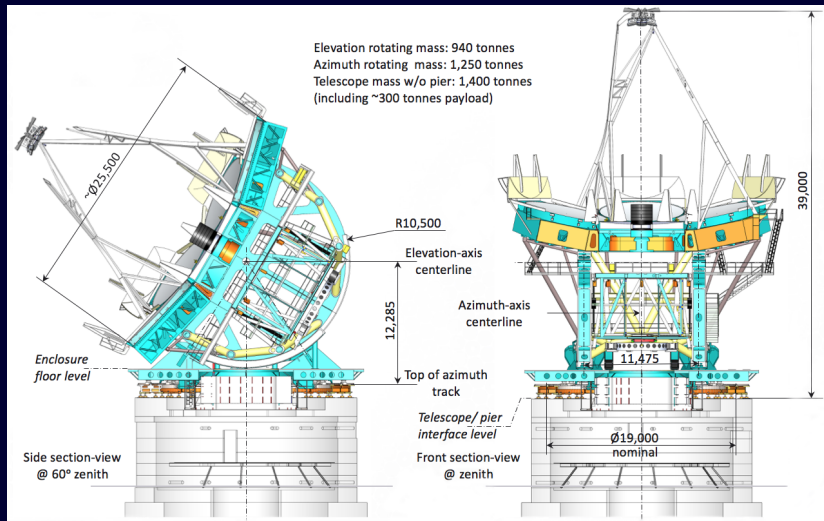 Elevation rotating mass: 940 tonnes
Azimuth rotating  mass: 1,250 tonnes
Telescope mass w/o pier: 1,400 tonnes
(including ~300 tonnes payload)
~Ø25,500
R10,500
Elevation-axis
centerline
12,285
Enclosure
floor level
Top of azimuth
track
Side section-view
@ 60° zenith
39,000
Azimuth-axis
centerline
11,475
Telescope/ pier
interface level
Ø19,000
nominal
Front section-view
@ zenith